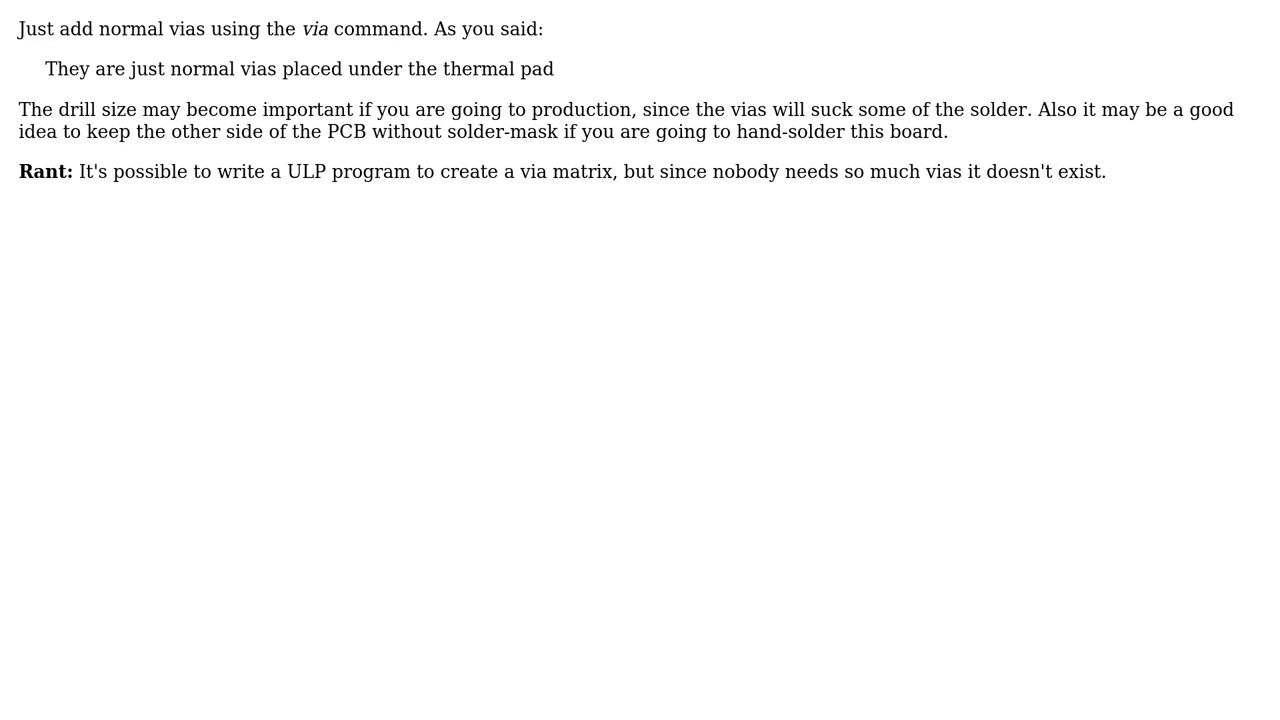 Just add normal vias using the via command. As you said:
They are just normal vias placed under the thermal pad
The drill size may become important if you are going to production, since the vias will suck some of the solder. Also it may be a good
idea to keep the other side of the PCB without solder-mask if you are going to hand-solder this board.
Rant: It's possible to write a ULP program to create a via matrix, but since nobody needs so much vias it doesn't exist.